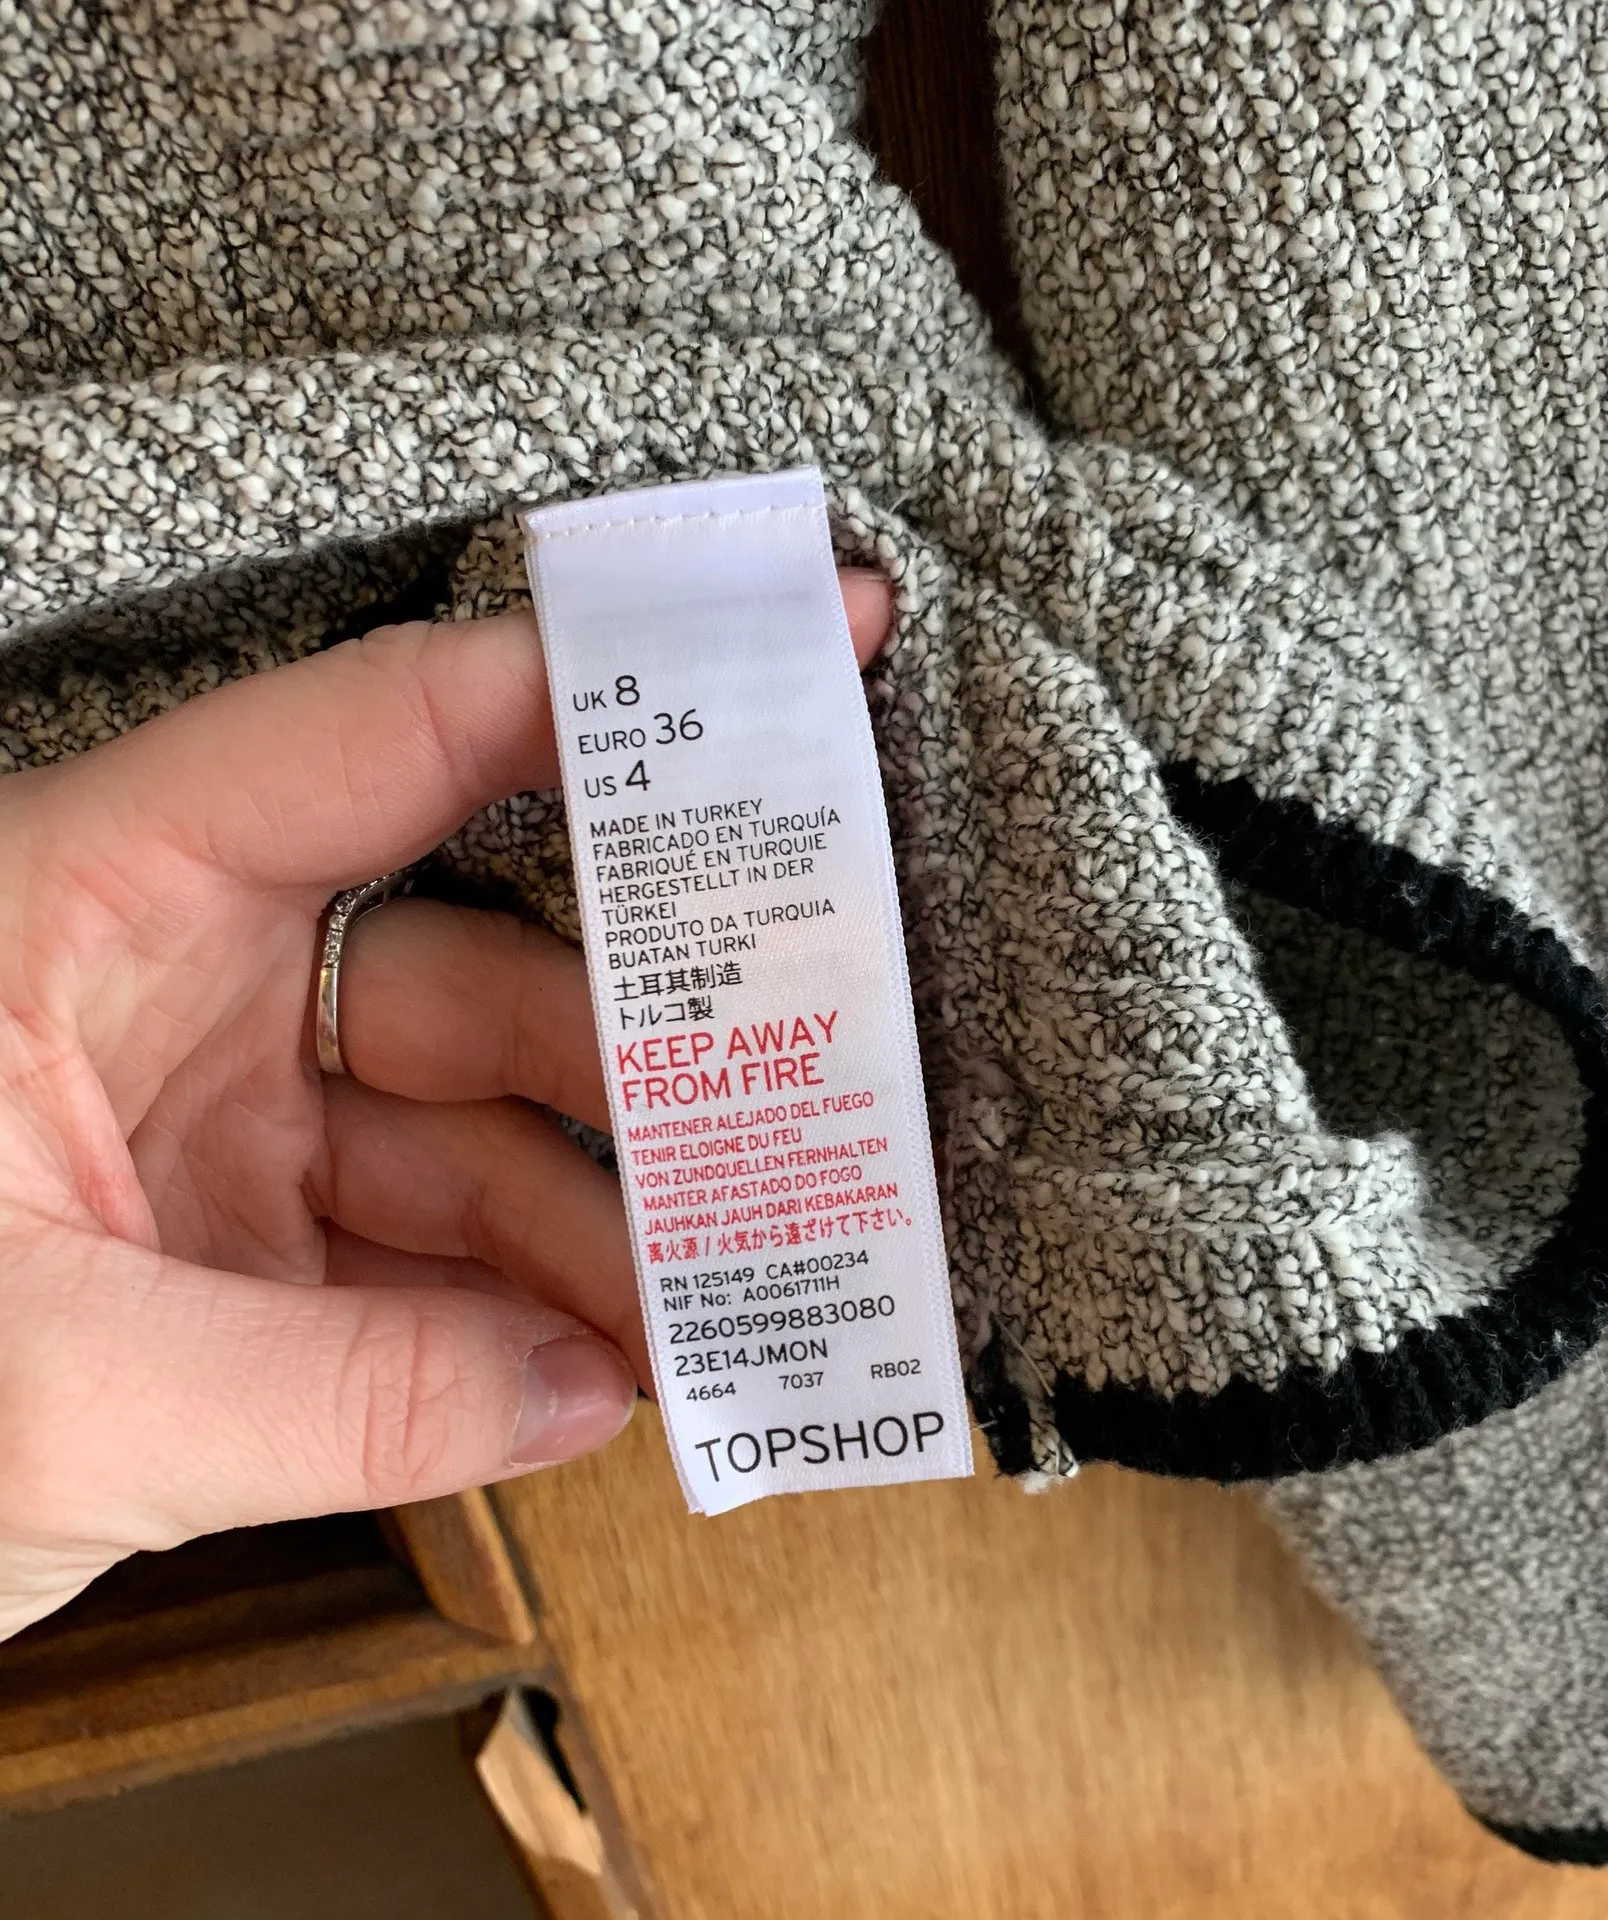 UK 8
EURO 36
US 4
MADE IN TURKEY
FABRICADO EN TURQUÍA
FABRIQUÉ EN TURQUIE
HERGESTELLT IN DER
TÜRKEI
PRODUTO DA TURQUIA
BUATAN TURKI
土耳其制造
トルコ製
KEEP AWAY
FROM FIRE
MANTENER ALEJADO DEL FUEGO
TENIR ELOIGNE DU FEU
VON ZUNDQUELLEN FERNHALTEN
MANTER AFASTADO DO FOGO
JAUHKAN JAUH DARI KEBAKARAN
离火源 / 火気から遠ざけて下さい。
RN 125149 CA#00234
NIF No: A0061711H
2260599883080
23E14JMON
4664 7037 RB02
TOPSHOP